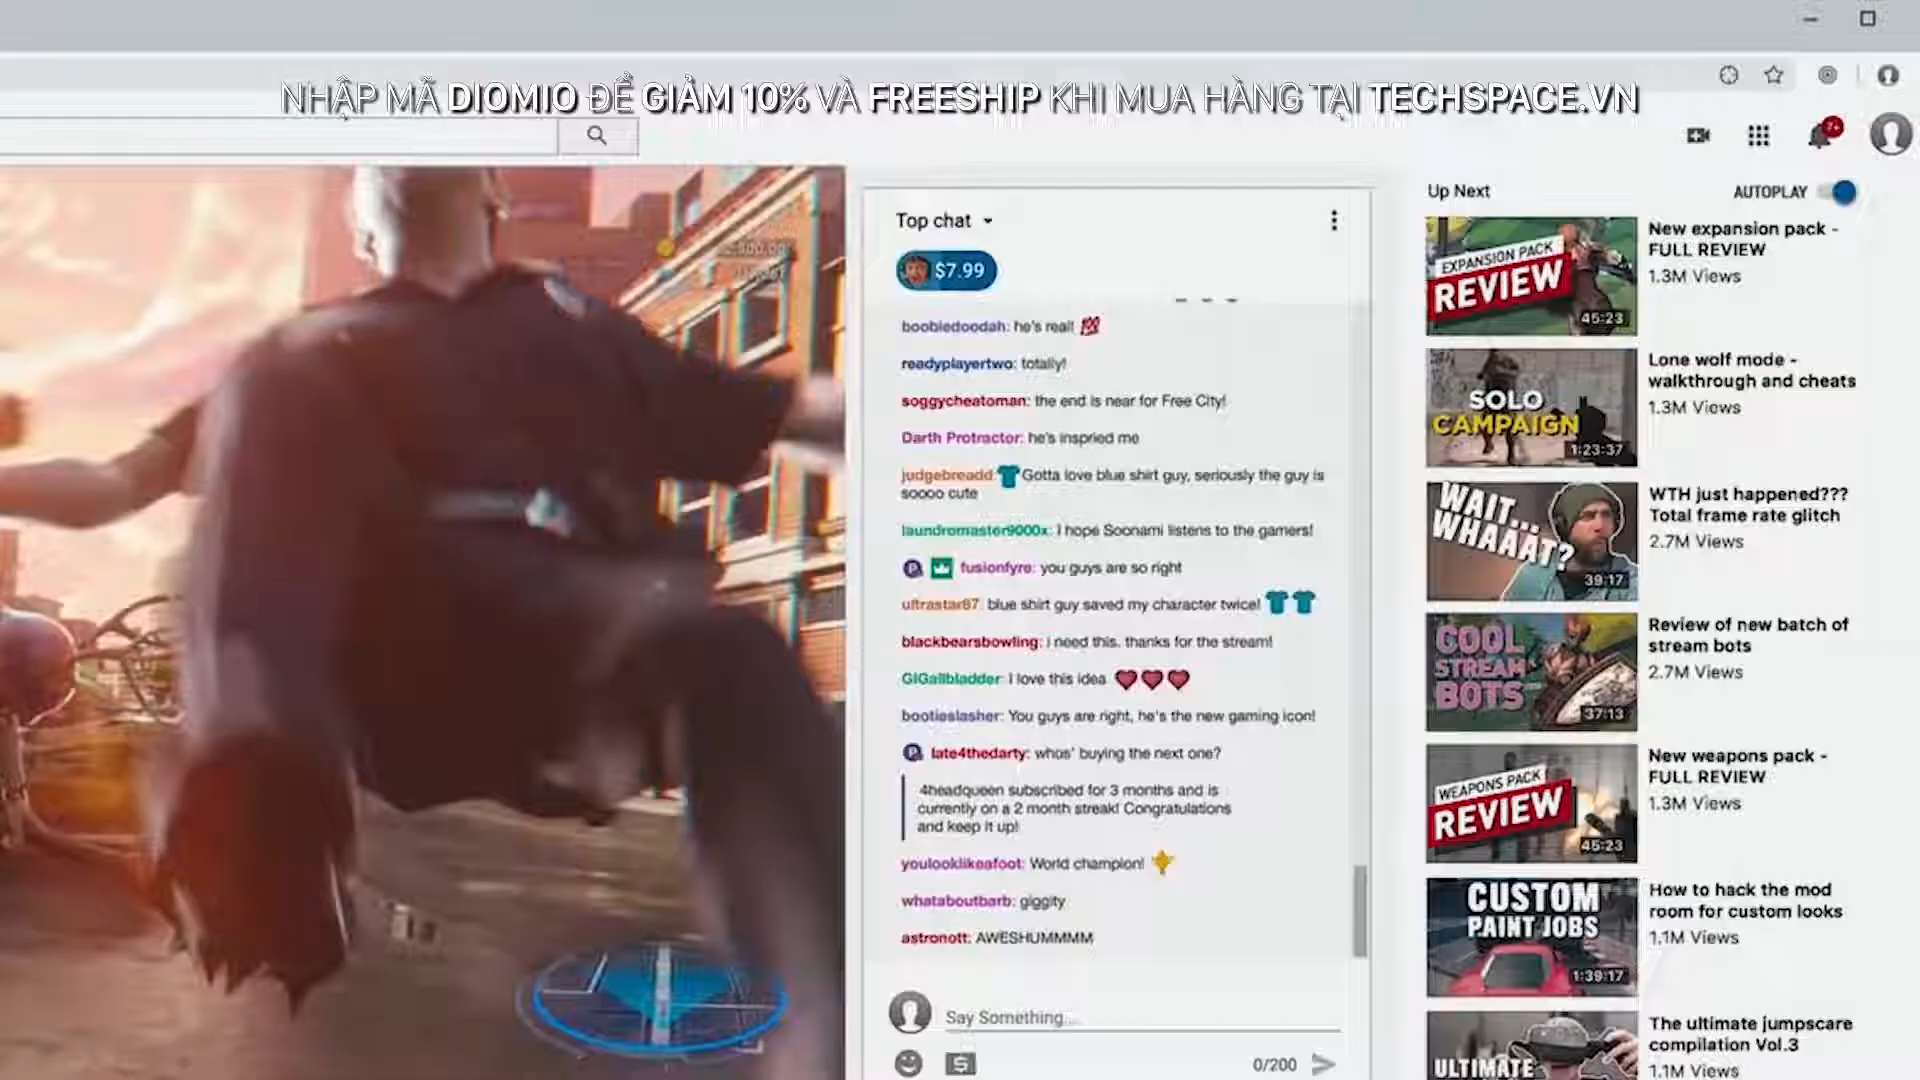 NHẬP MÃ DIOMIO ĐỂ GIẢM 10% VÀ FREESHIP KHI MUA HÀNG TẠI TECHSPACE.VN
7+
Top chat
$7.99
boobiedoodah: he's real! 💯
readyplayertwo: totally!
soggycheatoman: the end is near for Free City!
Darth Protractor: he's inspried me
judgebreadd: Gotta love blue shirt guy, seriously the guy is
soooo cute
laundromaster9000x: I hope Soonami listens to the gamers!
fusionfyre: you guys are so right
ultrastar87: blue shirt guy saved my character twice!
blackbearsbowling: i need this, thanks for the stream!
GIGallbladder: I love this idea
bootieslasher: You guys are right, he's the new gaming icon!
late4thedarty: whos' buying the next one?
4headqueen subscribed for 3 months and is
currently on a 2 month streak! Congratulations
and keep it up!
youlooklikeafoot: World champion!
whataboutbarb: giggity
astronott: AWESHUMMMM
Say Something...
0/200
Up Next
AUTOPLAY
EXPANSION PACK
REVIEW
45:23
New expansion pack -
FULL REVIEW
1.3M Views
SOLO
CAMPAIGN
1:23:37
Lone wolf mode -
walkthrough and cheats
1.3M Views
WAIT...
WHAAAT?
39:17
WTH just happened???
Total frame rate glitch
2.7M Views
COOL
STREAM
BOTS
37:13
Review of new batch of
stream bots
2.7M Views
WEAPONS PACK
REVIEW
45:23
New weapons pack -
FULL REVIEW
1.3M Views
CUSTOM
PAINT JOBS
1:39:17
How to hack the mod
room for custom looks
1.1M Views
ULTIMATE
The ultimate jumpscare
compilation Vol.3
1.1M Views